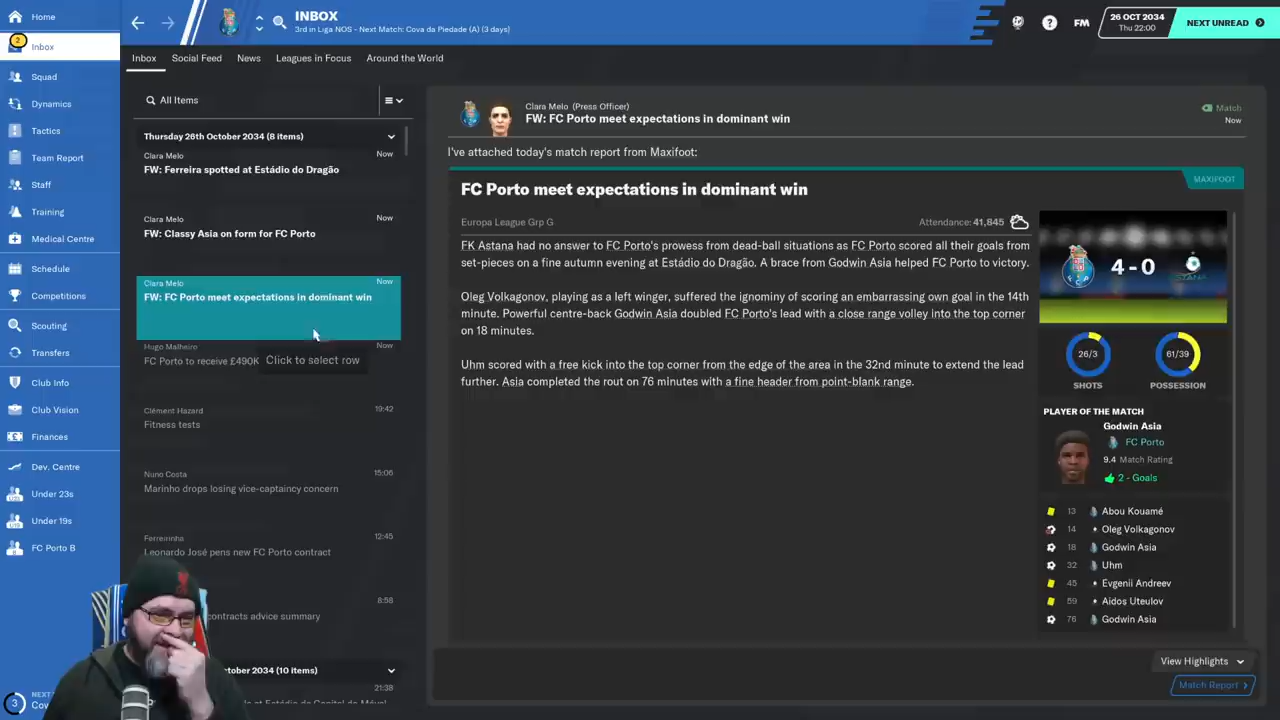 Home
2
Inbox
Squad
Dynamics
Tactics
Team Report
Staff
Training
Medical Centre
Schedule
Competitions
Scouting
Transfers
Club Info
Club Vision
Finances
Dev. Centre
Under 23s
Under 19s
FC Porto B
3
INBOX
3rd in Liga NOS - Next Match: Cova da Piedade (A) (3 days)
FM
26 OCT 2034
Thu 22:00
NEXT UNREAD
Inbox
Social Feed
News
Leagues in Focus
Around the World
All Items
Thursday 26th October 2034 (8 items)
Clara Melo
Now
FW: Ferreira spotted at Estádio do Dragão
Clara Melo
Now
FW: Classy Asia on form for FC Porto
Clara Melo
Now
FW: FC Porto meet expectations in dominant win
Hugo Malheiro
Now
FC Porto to receive £490K
Click to select row
Clément Hazard
19:42
Fitness tests
Nuno Costa
15:06
Marinho drops losing vice-captaincy concern
Ferreirinha
12:45
Leonardo José pens new FC Porto contract
8:58
contracts advice summary
october 2034 (10 items)
21:38
Clara Melo (Press Officer)
FW: FC Porto meet expectations in dominant win
Match
Now
I've attached today's match report from Maxifoot:
MAXIFOOT
FC Porto meet expectations in dominant win
Europa League Grp G
Attendance: 41,845
FK Astana had no answer to FC Porto's prowess from dead-ball situations as FC Porto scored all their goals from
set-pieces on a fine autumn evening at Estádio do Dragão. A brace from Godwin Asia helped FC Porto to victory.
Oleg Volkagonov, playing as a left winger, suffered the ignominy of scoring an embarrassing own goal in the 14th
minute. Powerful centre-back Godwin Asia doubled FC Porto's lead with a close range volley into the top corner
on 18 minutes.
Uhm scored with a free kick into the top corner from the edge of the area in the 32nd minute to extend the lead
further. Asia completed the rout on 76 minutes with a fine header from point-blank range.
4-0
26/3
SHOTS
61/39
POSSESSION
PLAYER OF THE MATCH
Godwin Asia
FC Porto
9.4 Match Rating
2 - Goals
13 Abou Kouamé
14 Oleg Volkagonov
18 Godwin Asia
32 Uhm
45 Evgenii Andreev
59 Aidos Uteulov
76 Godwin Asia
View Highlights
Match Report